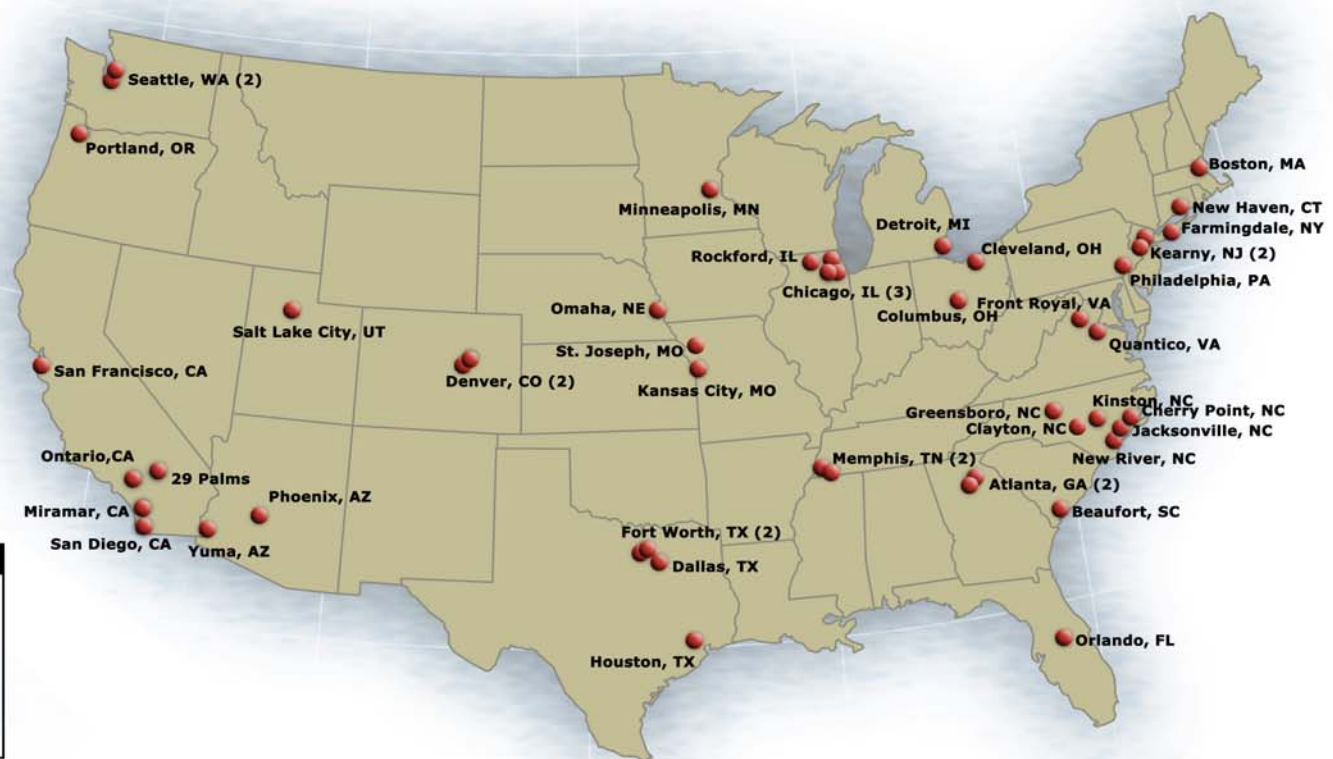 Seattle, WA (2)
Portland, OR
Boston, MA
Minneapolis, MN
New Haven, CT
Detroit, MI
Farmingdale, NY
Cleveland, OH
Kearny, NJ (2)
Rockford, IL
Philadelphia, PA
Chicago, IL (3)
Front Royal, VA
Omaha, NE
Columbus, OH
Salt Lake City, UT
Quantico, VA
St. Joseph, MO
San Francisco, CA
Denver, CO (2)
Kansas City, MO
Kinston, NC
Greensboro, NC
Cherry Point, NC
Clayton, NC
Jacksonville, NC
Ontario,CA
Memphis, TN (2)
New River, NC
29 Palms
Atlanta, GA (2)
Phoenix, AZ
Miramar, CA
Beaufort, SC
Fort Worth, TX (2)
San Diego, CA
Yuma, AZ
Dallas, TX
Orlando, FL
Houston, TX